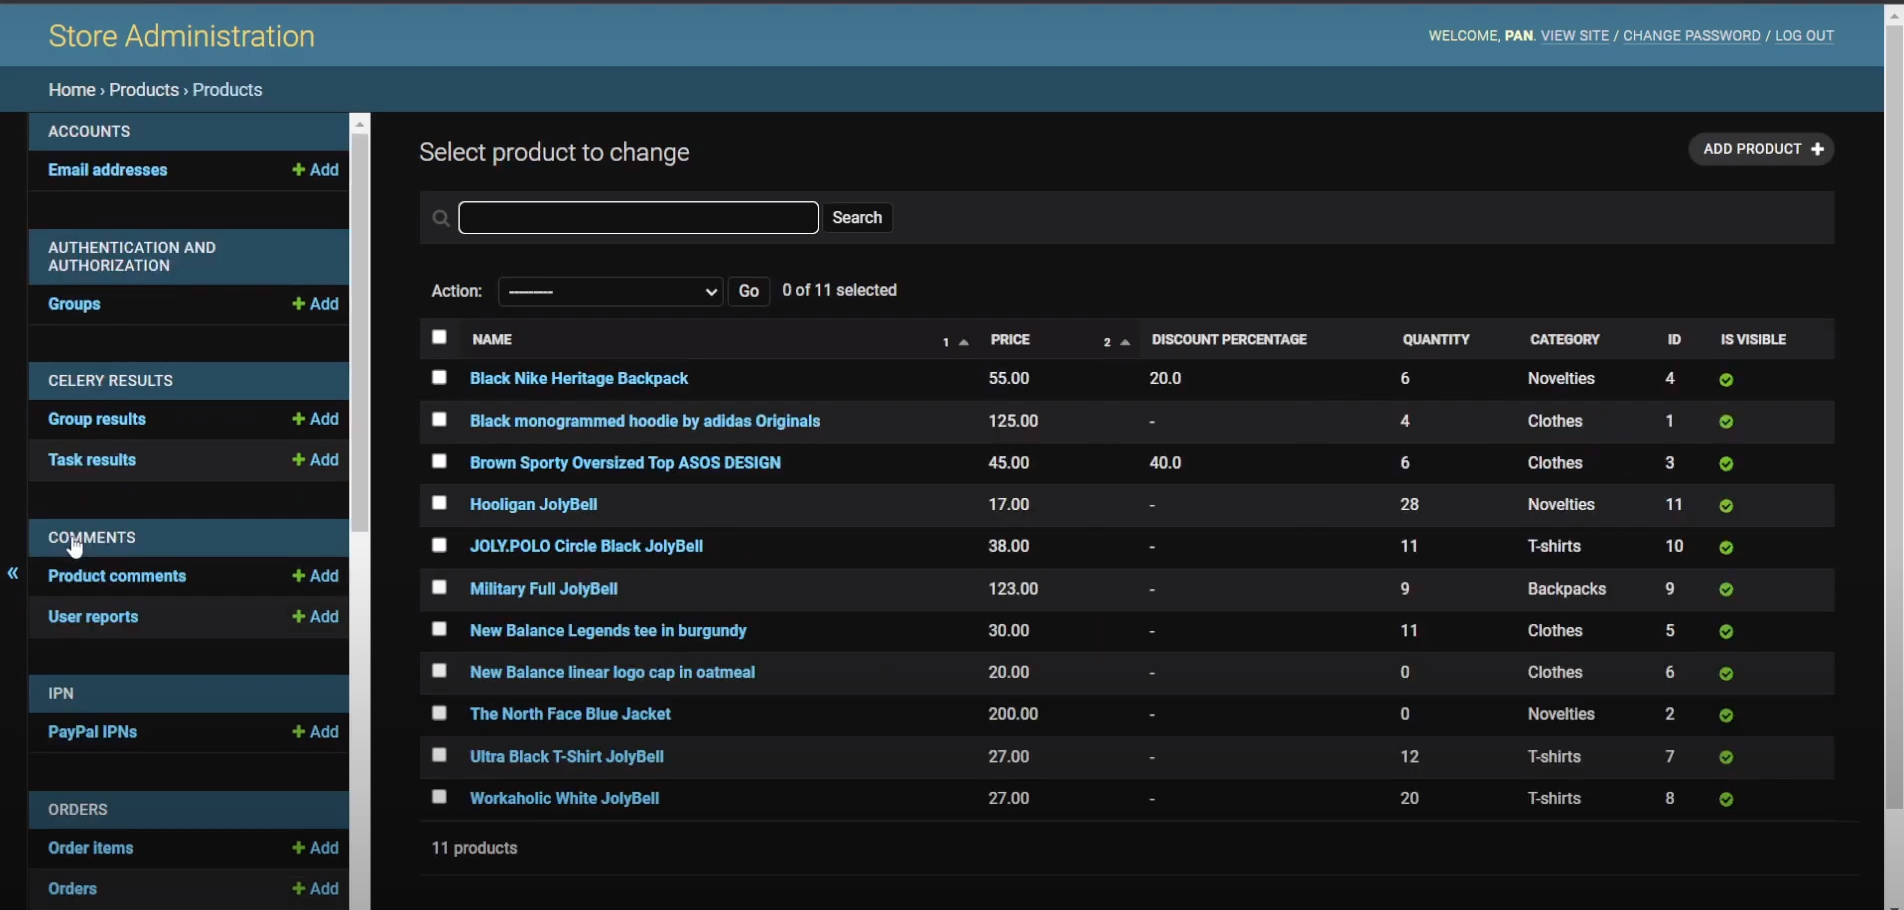 Store Administration
WELCOME, PAN. VIEW SITE / CHANGE PASSWORD / LOG OUT
Home › Products › Products
ACCOUNTS
Email addresses + Add
AUTHENTICATION AND
AUTHORIZATION
Groups + Add
CELERY RESULTS
Group results + Add
Task results + Add
COMMENTS
«
Product comments + Add
User reports + Add
IPN
PayPal IPNs + Add
ORDERS
Order items + Add
Orders + Add
Select product to change
ADD PRODUCT +
Search
Action: --------- Go 0 of 11 selected
NAME 1 PRICE 2 DISCOUNT PERCENTAGE QUANTITY CATEGORY ID IS VISIBLE
Black Nike Heritage Backpack 55.00 20.0 6 Novelties 4
Black monogrammed hoodie by adidas Originals 125.00 - 4 Clothes 1
Brown Sporty Oversized Top ASOS DESIGN 45.00 40.0 6 Clothes 3
Hooligan JolyBell 17.00 - 28 Novelties 11
JOLY.POLO Circle Black JolyBell 38.00 - 11 T-shirts 10
Military Full JolyBell 123.00 - 9 Backpacks 9
New Balance Legends tee in burgundy 30.00 - 11 Clothes 5
New Balance linear logo cap in oatmeal 20.00 - 0 Clothes 6
The North Face Blue Jacket 200.00 - 0 Novelties 2
Ultra Black T-Shirt JolyBell 27.00 - 12 T-shirts 7
Workaholic White JolyBell 27.00 - 20 T-shirts 8
11 products